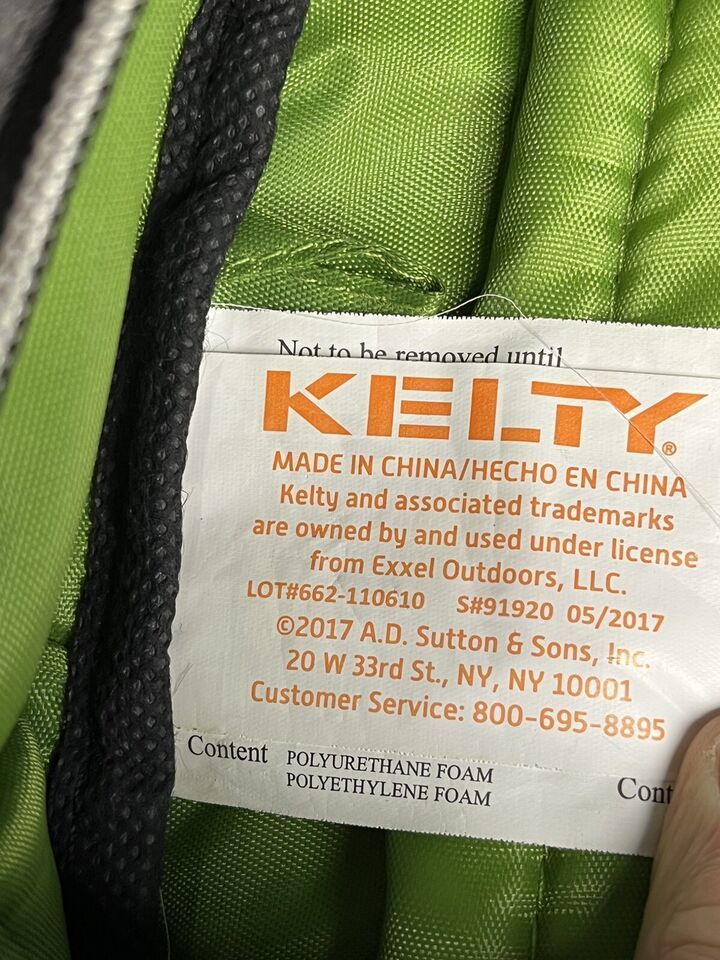 Not to be removed until
KELTY®
MADE IN CHINA/HECHO EN CHINA
Kelty and associated trademarks
are owned by and used under license
from Exxel Outdoors, LLC.
LOT#662-110610 S#91920 05/2017
©2017 A.D. Sutton & Sons, Inc.
20 W 33rd St., NY, NY 10001
Customer Service: 800-695-8895
Content POLYURETHANE FOAM
POLYETHYLENE FOAM
Cont